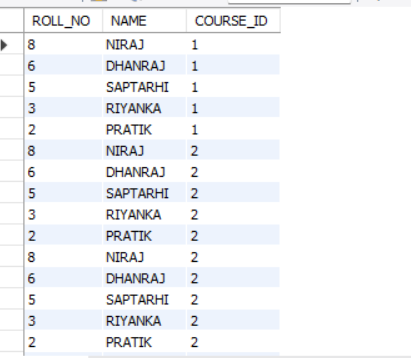 ROLL_NO NAME COURSE_ID
8 NIRAJ 1
6 DHANRAJ 1
5 SAPTARHI 1
3 RIYANKA 1
2 PRATIK 1
8 NIRAJ 2
6 DHANRAJ 2
5 SAPTARHI 2
3 RIYANKA 2
2 PRATIK 2
8 NIRAJ 2
6 DHANRAJ 2
5 SAPTARHI 2
3 RIYANKA 2
2 PRATIK 2